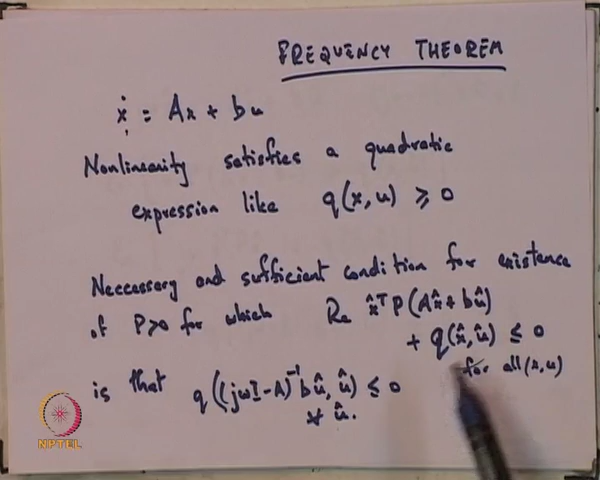 FREQUENCY THEOREM
ẋ = Ax + bu
Nonlinearity satisfies a quadratic
expression like q(x, u) ≥ 0
Neccessary and sufficient condition for existence
of P>0 for which Re x̂ᵀP(Ax̂ + bû)
+ q(x̂, û) ≤ 0
for all (x, u)
is that q((jωI - A)⁻¹bû, û) ≤ 0
∀ û.
NPTEL